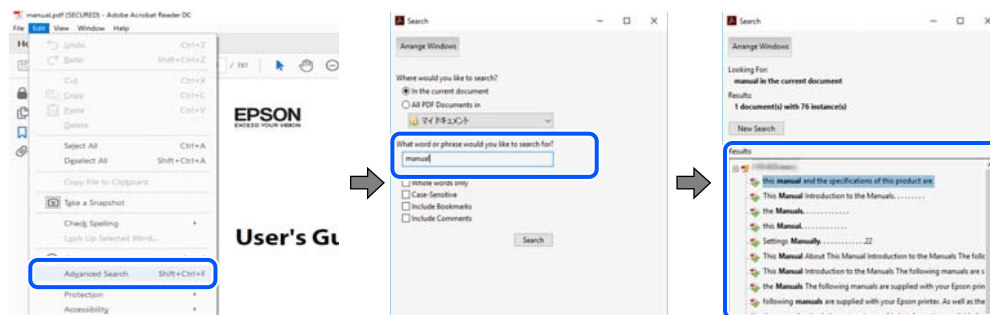 manual.pdf (SECURED) - Adobe Acrobat Reader DC
File Edit View Window Help
Undo Ctrl+Z
Redo Shift+Ctrl+Z
Cut Ctrl+X
Copy Ctrl+C
Paste Ctrl+V
Delete
Select All Ctrl+A
Deselect All Shift+Ctrl+A
Copy File to Clipboard
Take a Snapshot
Check Spelling
Look Up Selected Word...
Advanced Search Shift+Ctrl+F
Protection
Accessibility
/ 181
EPSON
EXCEED YOUR VISION
User's Gu
Search
Arrange Windows
Where would you like to search?
In the current document
All PDF Documents in
マイ ドキュメント
What word or phrase would you like to search for?
manual
Whole words only
Case-Sensitive
Include Bookmarks
Include Comments
Search
Search
Arrange Windows
Looking For:
manual in the current document
Results:
1 document(s) with 76 instance(s)
New Search
Results:
this manual and the specifications of this product are
This Manual Introduction to the Manuals. . . . . . . .
the Manuals. . . . . . . . . . . .
this Manual. . . . . . . . . . . .
Settings Manually. . . . . . . . . . . .22
This Manual About This Manual Introduction to the Manuals The follo
This Manual Introduction to the Manuals The following manuals are s
the Manuals The following manuals are supplied with your Epson prin
following manuals are supplied with your Epson printer. As well as the